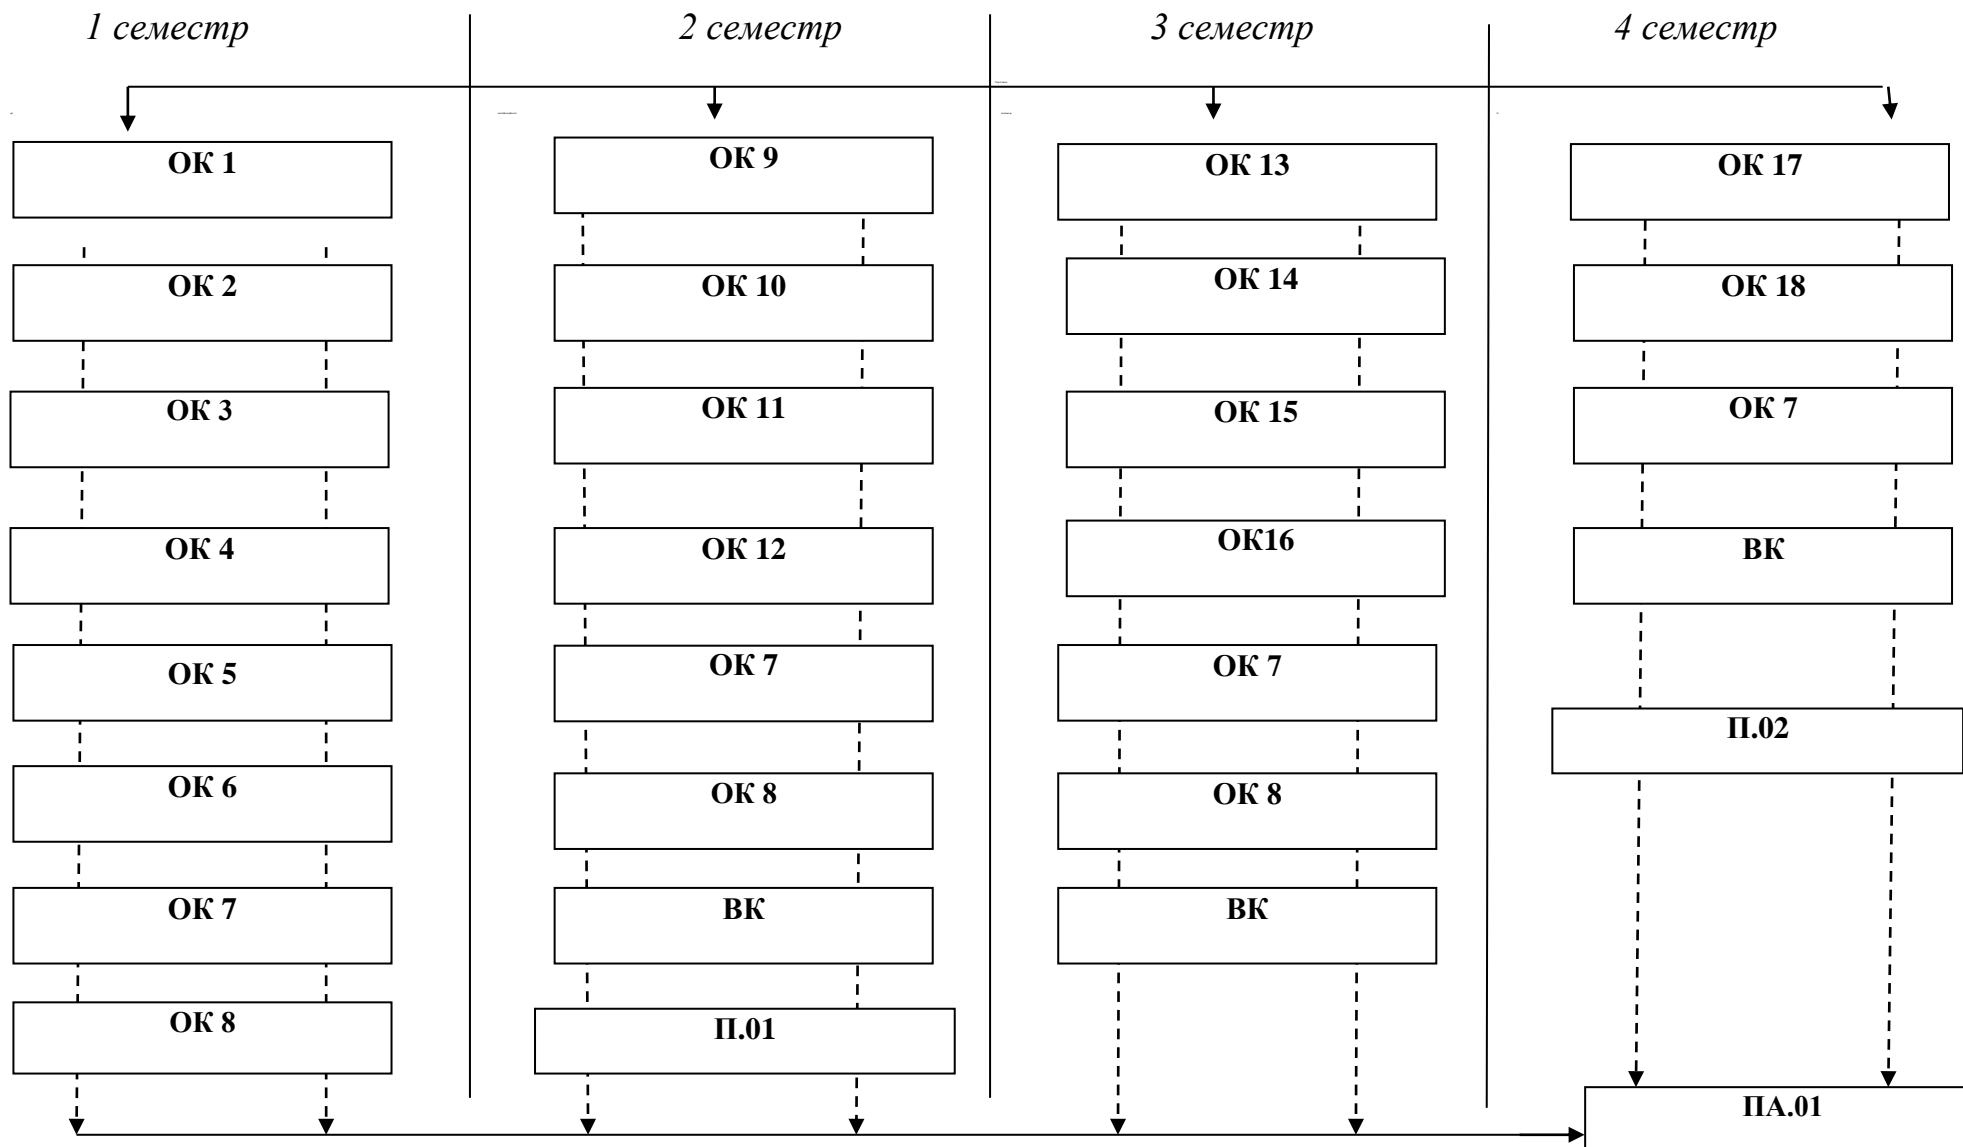 1 семестр
2 семестр
3 семестр
4 семестр
ОК 1
ОК 2
ОК 3
ОК 4
ОК 5
ОК 6
ОК 7
ОК 8
ОК 9
ОК 10
ОК 11
ОК 12
ОК 7
ОК 8
ВК
П.01
ОК 13
ОК 14
ОК 15
ОК16
ОК 7
ОК 8
ВК
ОК 17
ОК 18
ОК 7
ВК
П.02
ПА.01